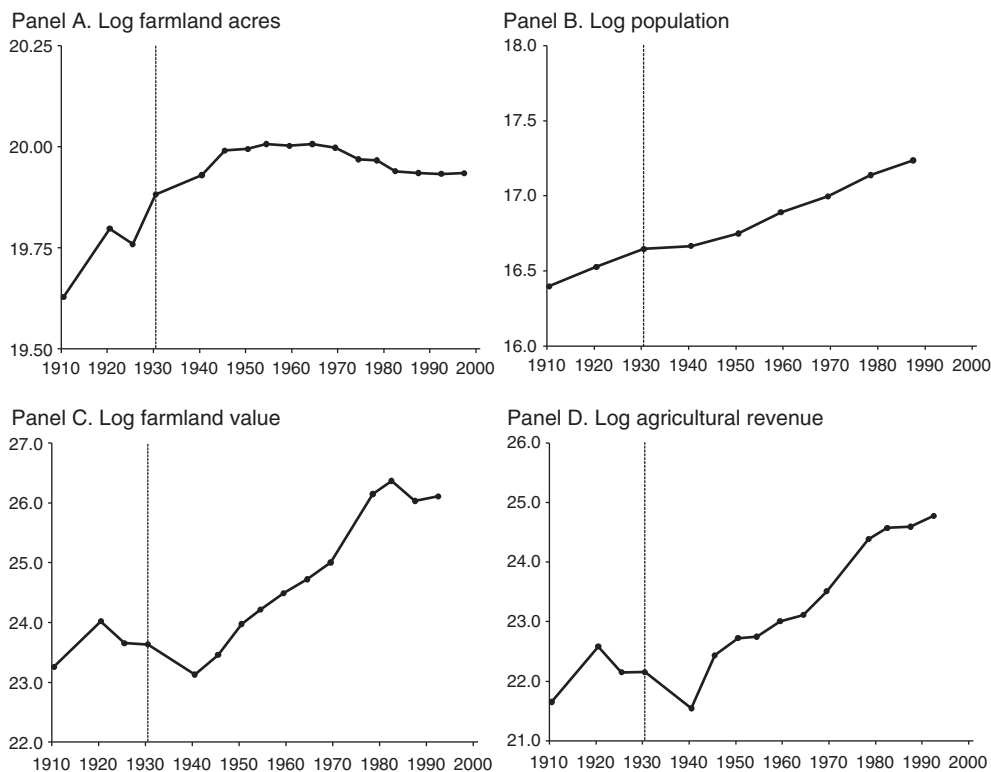 Panel A. Log farmland acres
20.25
20.00
19.75
19.50
1910 1920 1930 1940 1950 1960 1970 1980 1990 2000
Panel B. Log population
18.0
17.5
17.0
16.5
16.0
1910 1920 1930 1940 1950 1960 1970 1980 1990 2000
Panel C. Log farmland value
27.0
26.0
25.0
24.0
23.0
22.0
1910 1920 1930 1940 1950 1960 1970 1980 1990 2000
Panel D. Log agricultural revenue
26.0
25.0
24.0
23.0
22.0
21.0
1910 1920 1930 1940 1950 1960 1970 1980 1990 2000